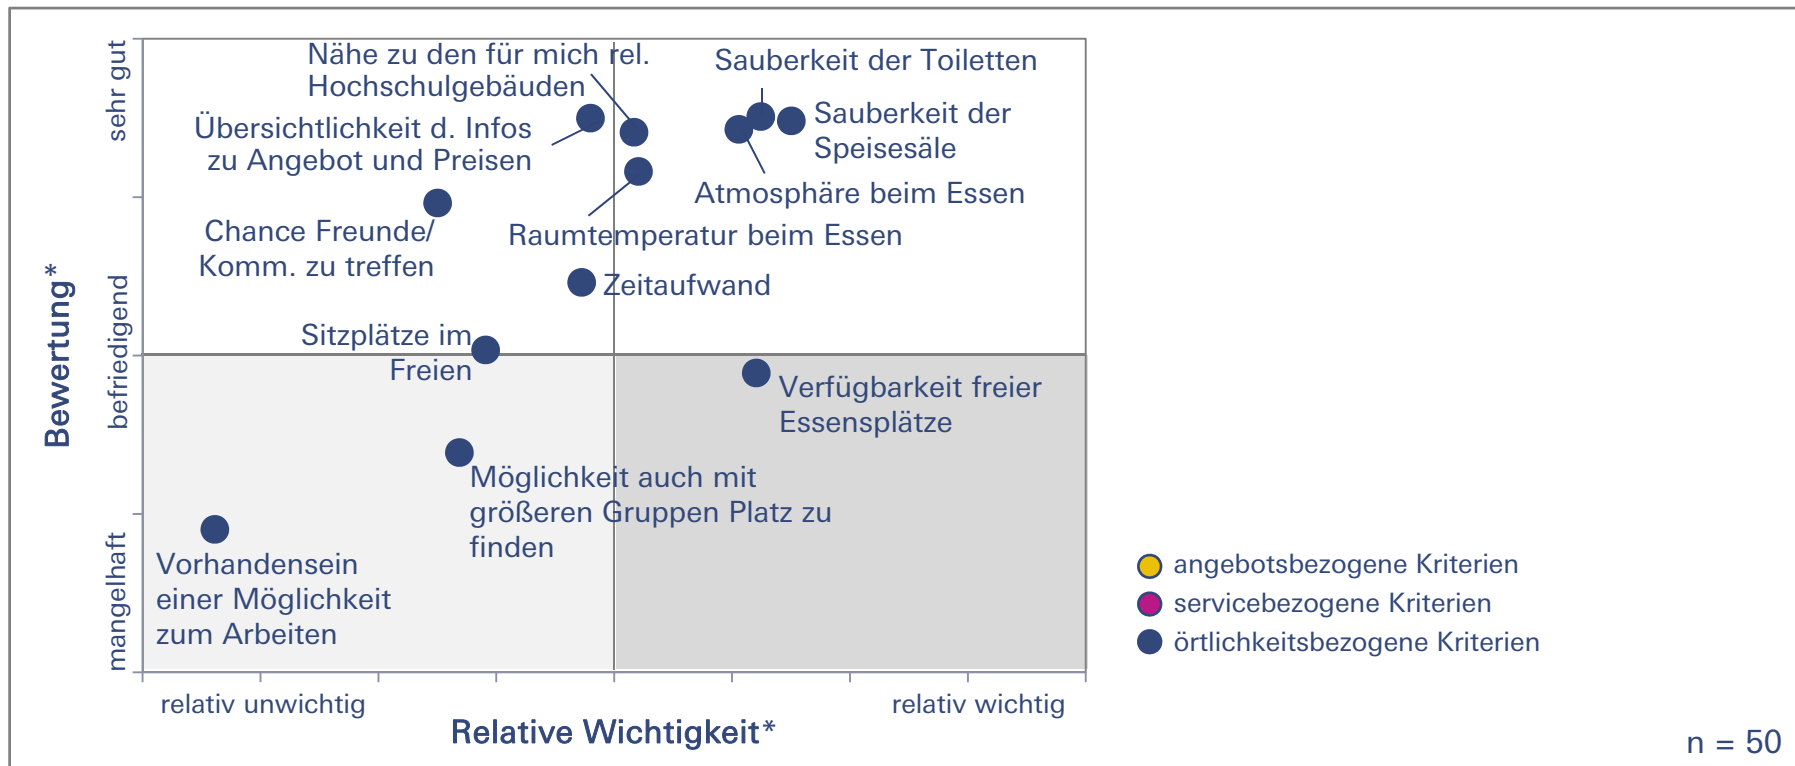 Nähe zu den für mich rel.
Hochschulgebäuden
Sauberkeit der Toiletten
Übersichtlichkeit d. Infos
zu Angebot und Preisen
Sauberkeit der
Speisesäle
Atmosphäre beim Essen
Chance Freunde/
Komm. zu treffen
Raumtemperatur beim Essen
Zeitaufwand
Sitzplätze im
Freien
Verfügbarkeit freier
Essensplätze
Möglichkeit auch mit
größeren Gruppen Platz zu
finden
Vorhandensein
einer Möglichkeit
zum Arbeiten
sehr gut
befriedigend
mangelhaft
Bewertung*
relativ unwichtig
relativ wichtig
Relative Wichtigkeit*
angebotsbezogene Kriterien
servicebezogene Kriterien
örtlichkeitsbezogene Kriterien
n = 50